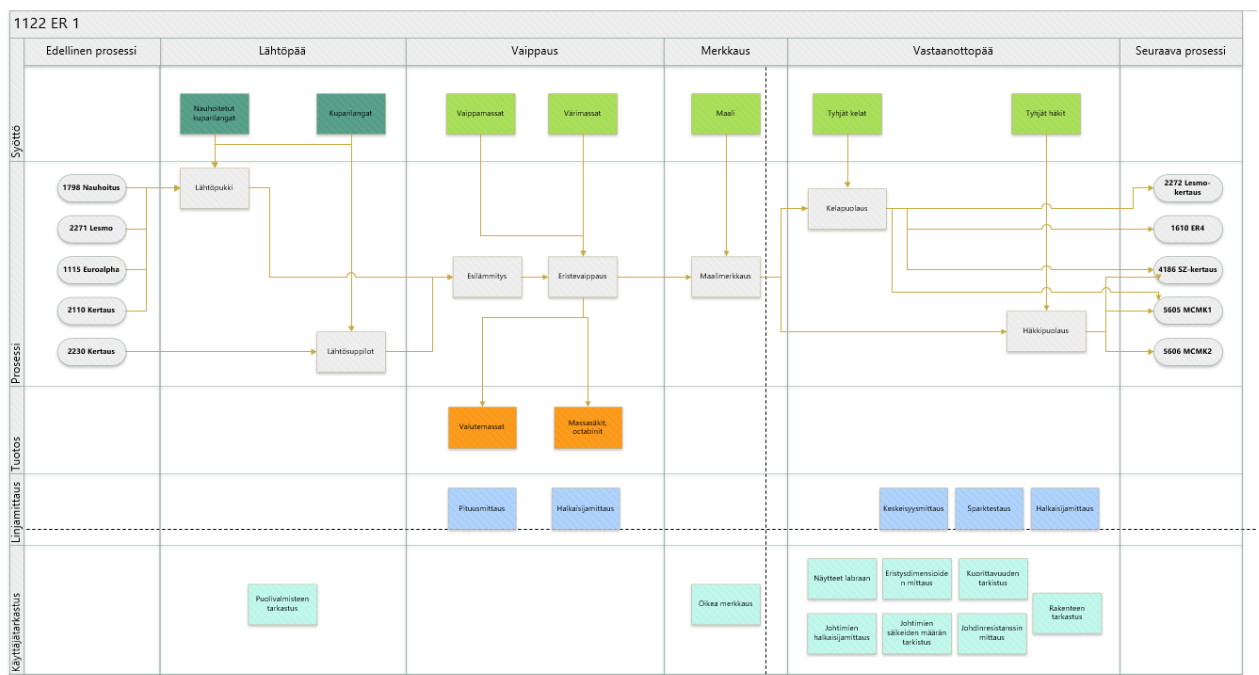 1122 ER 1
Edellinen prosessi
Lähtöpää
Vaippaus
Merkkaus
Vastaanottopää
Seuraava prosessi
Syöttö
Nauhoitetut
kuparilangat
Kuparilangat
Vaippamassat
Värimassat
Maali
Tyhjät kelat
Tyhjät häkit
Prosessi
1798 Nauhoitus
2271 Lesmo
1115 Euroalpha
2110 Kertaus
2230 Kertaus
Lähtöpukki
Lähtösuppilot
Esilämmitys
Eristevaippaus
Maalimerkkaus
Kelapuolaus
Häkkipuolaus
2272 Lesmo-
kertaus
1610 ER4
4186 SZ-kertaus
5605 MCMK1
5606 MCMK2
Tuotos
Valutemassat
Massasäkit,
octabinit
Linjamittaus
Pituusmittaus
Halkaisijamittaus
Keskeisyysmittaus
Sparktestaus
Halkaisijamittaus
Käyttäjätarkastus
Puolivalmisteen
tarkastus
Oikea merkkaus
Näytteet labraan
Eristysdimensioide
n mittaus
Kuorittavuuden
tarkistus
Rakenteen
tarkastus
Johtimien
halkaisijamittaus
Johtimien
säikeiden määrän
tarkistus
Johdinresistanssin
mittaus